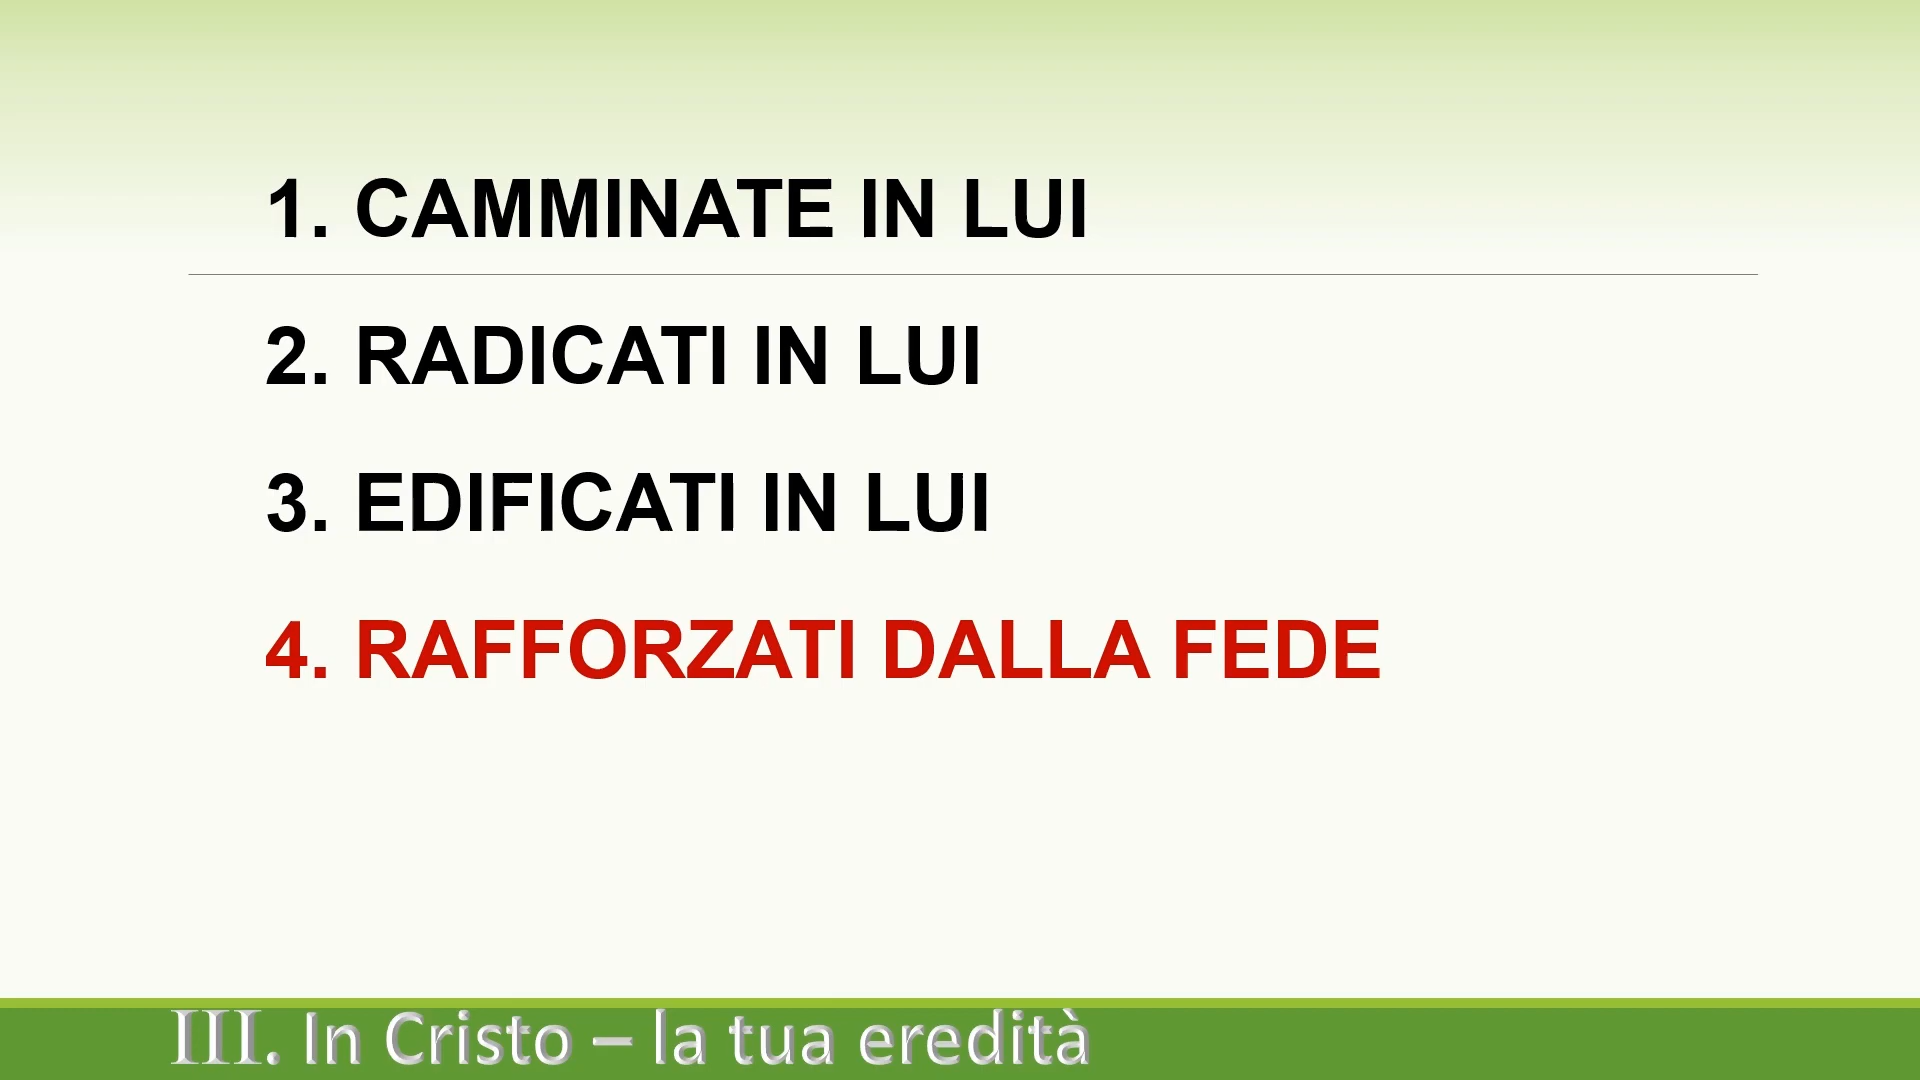 1. CAMMINATE IN LUI
2. RADICATI IN LUI
3. EDIFICATI IN LUI
4. RAFFORZATI DALLA FEDE
III. In Cristo – la tua eredità